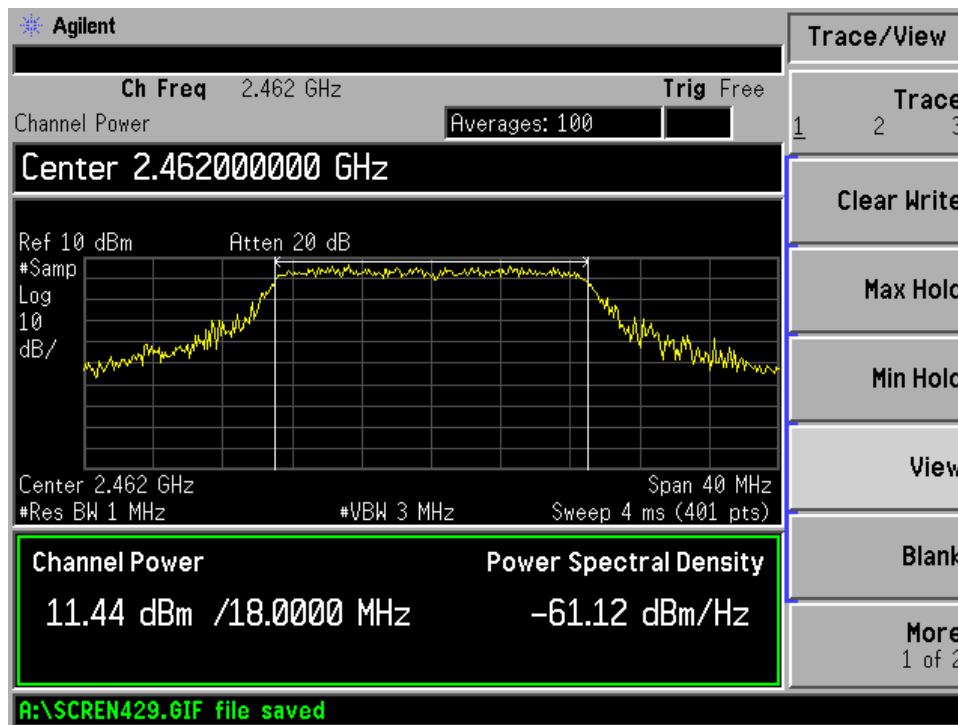 Agilent
Trace/View
Ch Freq 2.462 GHz Trig Free
Channel Power Averages: 100
Trace
1 2 3
Center 2.462000000 GHz
Clear Write
Ref 10 dBm Atten 20 dB
#Samp
Log
10
dB/
Max Hold
Min Hold
View
Center 2.462 GHz Span 40 MHz
#Res BW 1 MHz #VBW 3 MHz Sweep 4 ms (401 pts)
Blank
Channel Power Power Spectral Density
11.44 dBm /18.0000 MHz -61.12 dBm/Hz
More
1 of 2
A:\SCREN429.GIF file saved